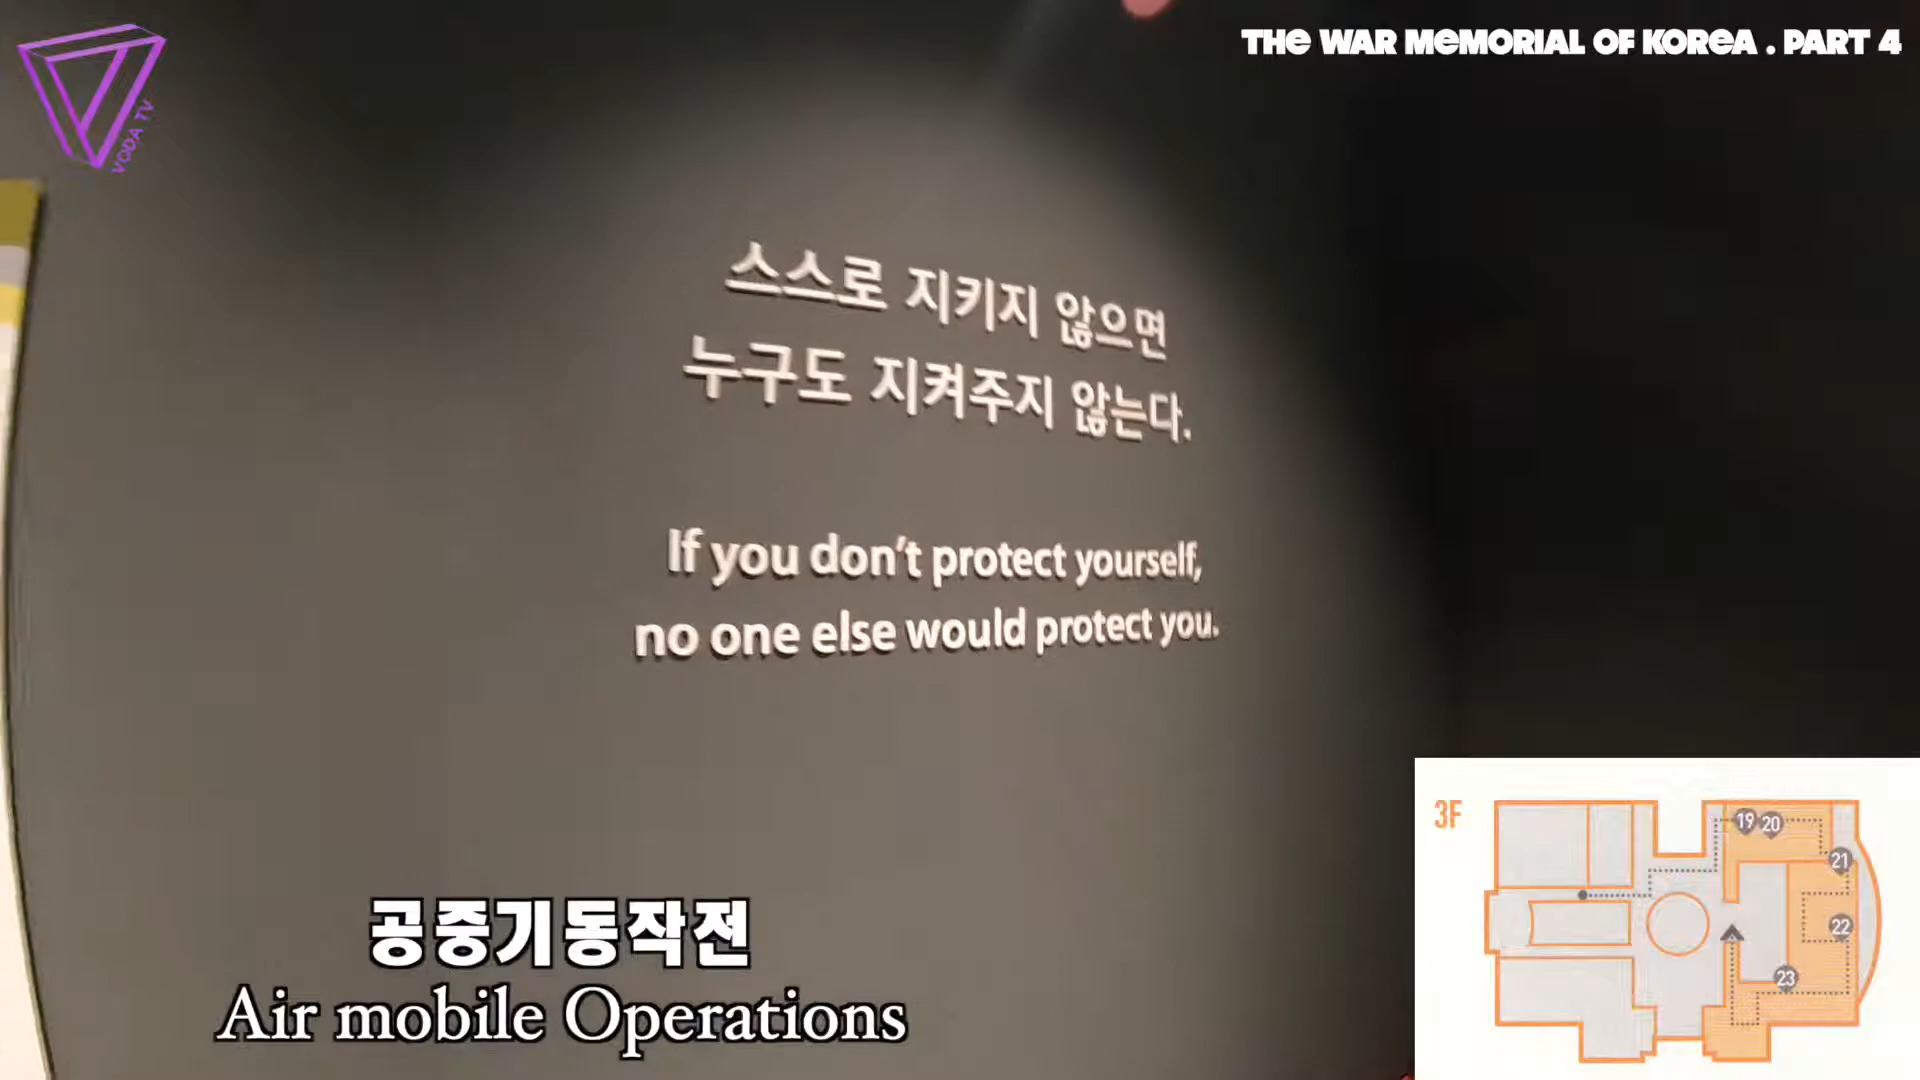 VODA TV
THE WAR MEMORIAL OF KOREA . PART 4
스스로 지키지 않으면
누구도 지켜주지 않는다.
If you don't protect yourself,
no one else would protect you.
공중기동작전
Air mobile Operations
3F
19 20
21
22
23